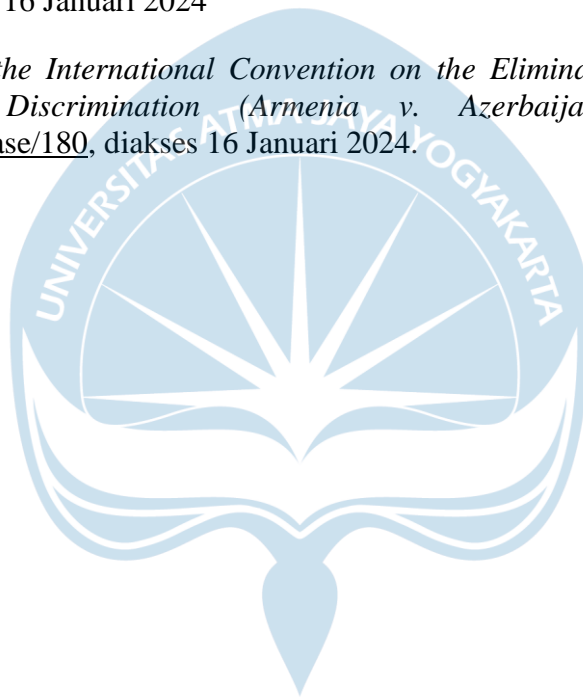 16 Januari 2024
the International Convention on the Elimina
Discrimination (Armenia v. Azerbaija
ase/180, diakses 16 Januari 2024.
UNIVERSITAS ATMA JAYA YOGYAKARTA